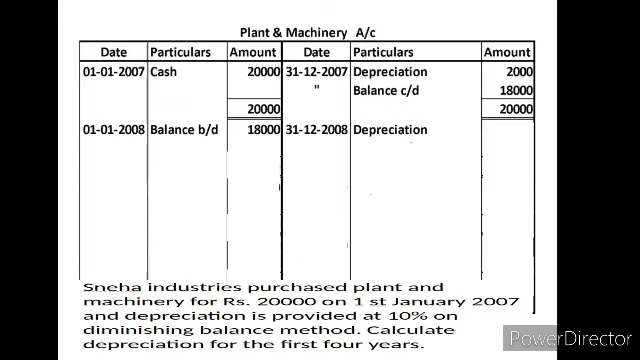 Plant & Machinery A/c
Date Particulars Amount Date Particulars Amount
01-01-2007 Cash 20000 31-12-2007 Depreciation 2000
" Balance c/d 18000
20000 20000
01-01-2008 Balance b/d 18000 31-12-2008 Depreciation
Sneha industries purchased plant and
machinery for Rs. 20000 on 1 st January 2007
and depreciation is provided at 10% on
diminishing balance method. Calculate
depreciation for the first four years.
PowerDirector